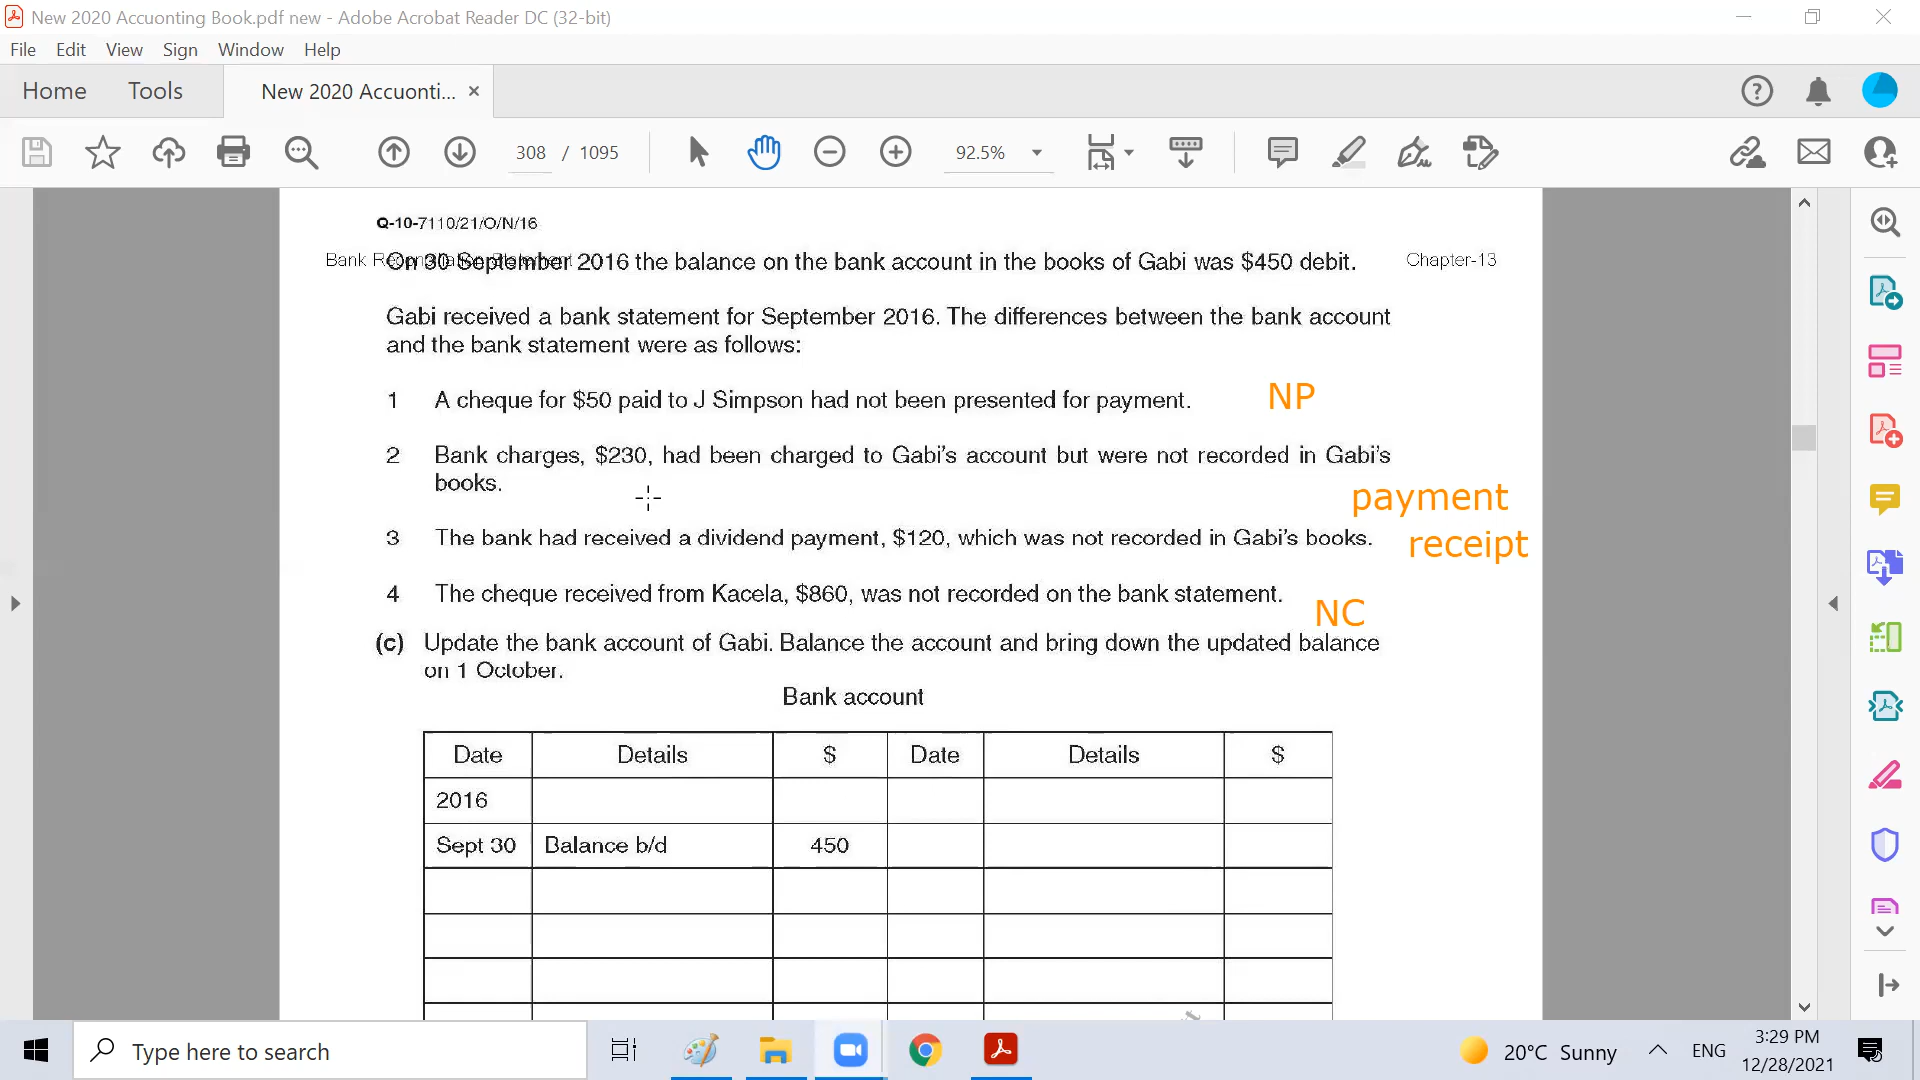 New 2020 Accuonting Book.pdf new - Adobe Acrobat Reader DC (32-bit)
File Edit View Sign Window Help
Home Tools New 2020 Accuonti... ×
308 / 1095 92.5%
Q-10-7110/21/O/N/16
Bank Reconciliation Statement Chapter-13
On 30 September 2016 the balance on the bank account in the books of Gabi was $450 debit.
Gabi received a bank statement for September 2016. The differences between the bank account
and the bank statement were as follows:
1 A cheque for $50 paid to J Simpson had not been presented for payment. NP
2 Bank charges, $230, had been charged to Gabi's account but were not recorded in Gabi's
books.
payment
3 The bank had received a dividend payment, $120, which was not recorded in Gabi's books. receipt
4 The cheque received from Kacela, $860, was not recorded on the bank statement. NC
(c) Update the bank account of Gabi. Balance the account and bring down the updated balance
on 1 October.
Bank account
Date Details $ Date Details $
2016
Sept 30 Balance b/d 450
Type here to search
20°C Sunny ENG 3:29 PM
12/28/2021